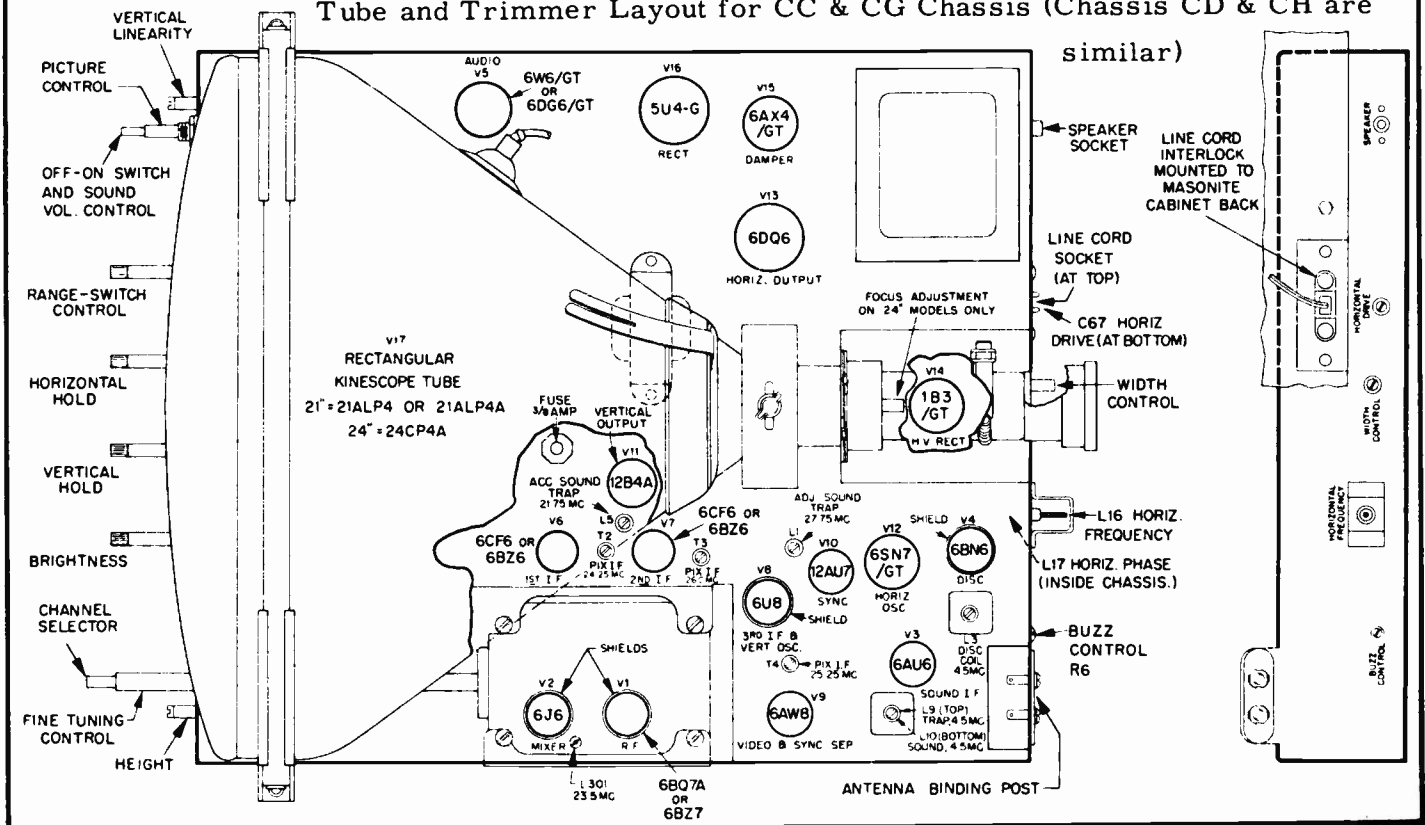 Tube and Trimmer Layout for CC & CG Chassis (Chassis CD & CH are
similar)
VERTICAL
LINEARITY
PICTURE
CONTROL
OFF-ON SWITCH
AND SOUND
VOL. CONTROL
RANGE-SWITCH
CONTROL
HORIZONTAL
HOLD
VERTICAL
HOLD
BRIGHTNESS
CHANNEL
SELECTOR
FINE TUNING
CONTROL
HEIGHT
AUDIO
V5
6W6/GT
OR
6DG6/GT
V16
5U4-G
RECT
V15
6AX4
/GT
DAMPER
V13
6DQ6
HORIZ. OUTPUT
V17
RECTANGULAR
KINESCOPE TUBE
21"=21ALP4 OR 21ALP4A
24"=24CP4A
FUSE
3/8 AMP
VERTICAL
OUTPUT
V11
12B4A
ACC SOUND
TRAP
21.75 MC
L5
V6
6CF6 OR
6BZ6
1ST I F
T2
PIX I.F
24.25 MC
V7
6CF6 OR
6BZ6
2ND I F
T3
PIX I.F
FOCUS ADJUSTMENT
ON 24" MODELS ONLY
V14
1B3
/GT
H V RECT
ADJ SOUND
TRAP
27.75 MC
L1
V10
12AU7
SYNC
V12
6SN7
/GT
HORIZ
OSC
SHIELD
V4
6BN6
DISC
V8
6U8
SHIELD
3RD I F &
VERT OSC.
T4
PIX I.F
25.25 MC
V3
6AU6
SOUND I F
L3
DISC
COIL
4.5MC
V9
6AW8
VIDEO & SYNC SEP
L9 (TOP)
TRAP, 4.5MC
L10 (BOTTOM)
SOUND, 4.5MC
SHIELDS
V2
6J6
MIXER
V1
R F
L301
23.5MC
6BQ7A
OR
6BZ7
ANTENNA BINDING POST
SPEAKER
SOCKET
LINE CORD
SOCKET
(AT TOP)
C67 HORIZ
DRIVE (AT BOTTOM)
WIDTH
CONTROL
L16 HORIZ.
FREQUENCY
L17 HORIZ. PHASE
(INSIDE CHASSIS.)
BUZZ
CONTROL
R6
LINE CORD
INTERLOCK
MOUNTED TO
MASONITE
CABINET BACK
SPEAKER
HORIZONTAL
DRIVE
WIDTH
CONTROL
HORIZONTAL
FREQUENCY
BUZZ
CONTROL